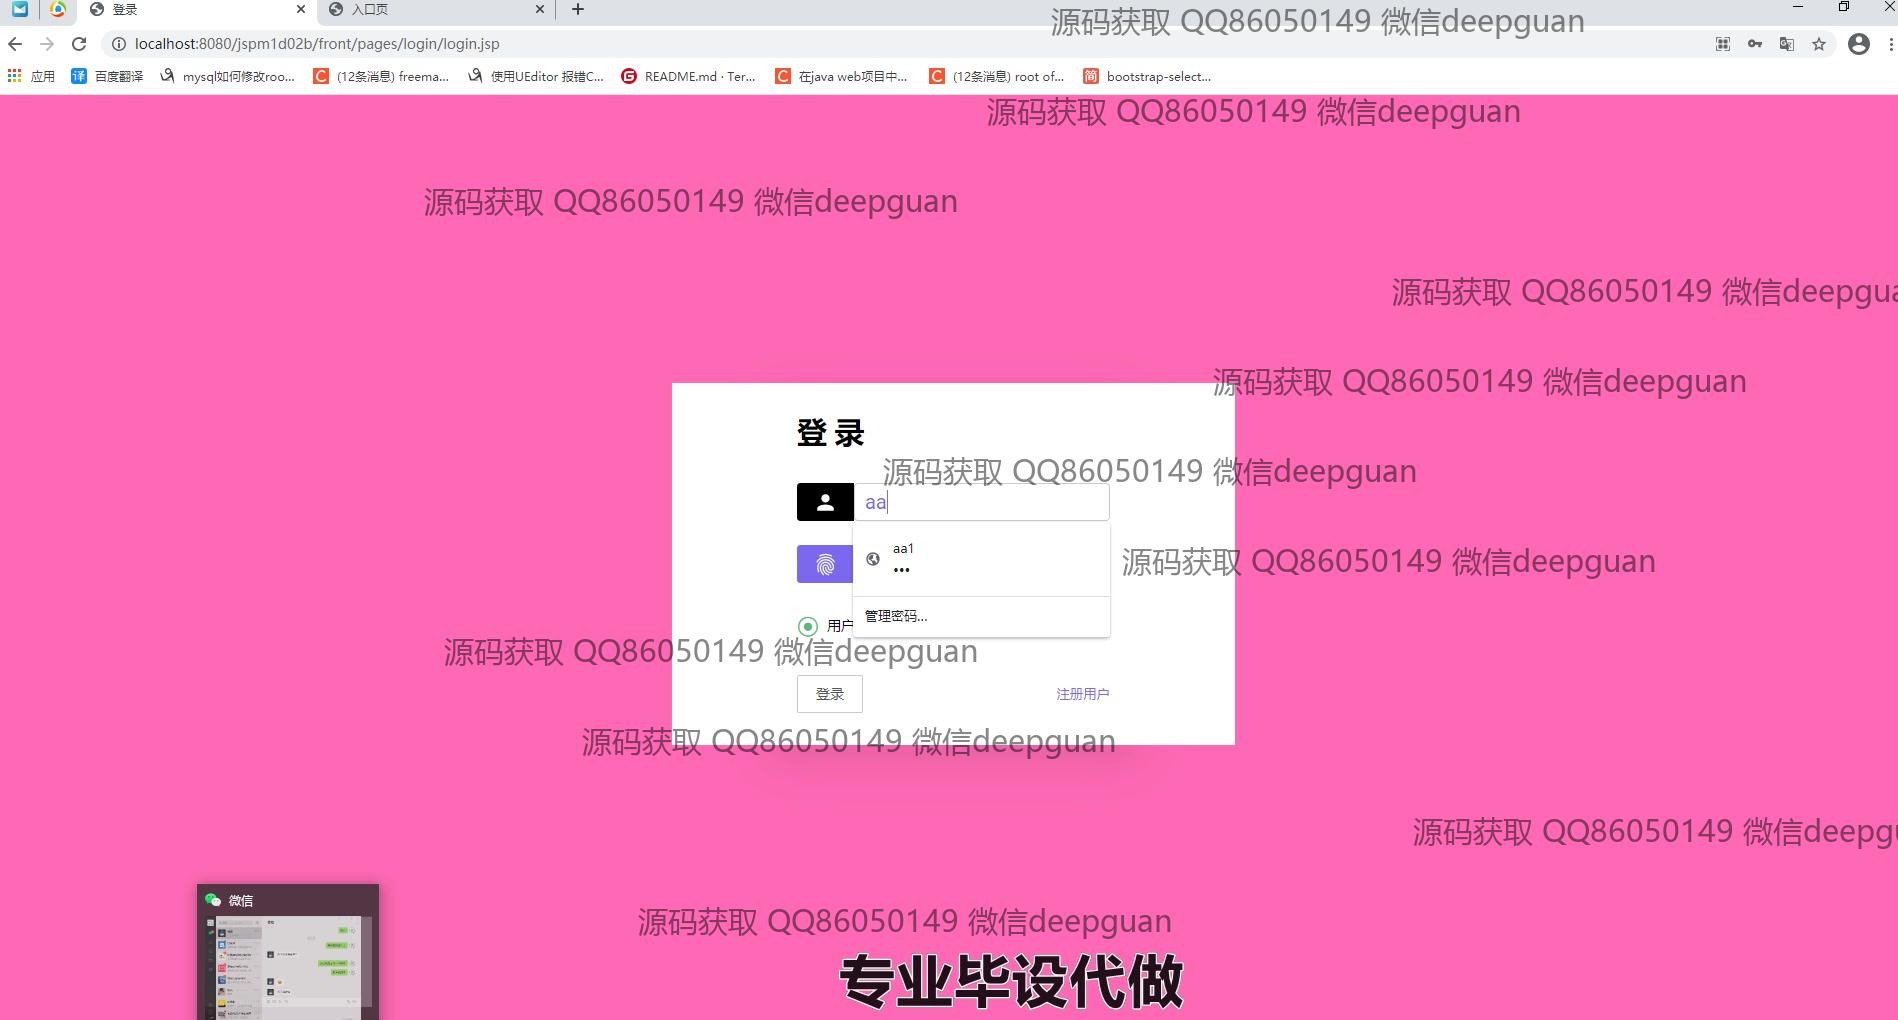 登录
入口页
源码获取 QQ86050149 微信deepguan
localhost:8080/jspm1d02b/front/pages/login/login.jsp
应用
百度翻译
mysql如何修改roo...
(12条消息) freema...
使用UEditor 报错C...
README.md · Ter...
在java web项目中...
(12条消息) root of...
bootstrap-select...
源码获取 QQ86050149 微信deepguan
源码获取 QQ86050149 微信deepguan
源码获取 QQ86050149 微信deepgua
源码获取 QQ86050149 微信deepguan
登 录
源码获取 QQ86050149 微信deepguan
aa
aa1
•••
源码获取 QQ86050149 微信deepguan
管理密码...
用户
源码获取 QQ86050149 微信deepguan
登录
注册用户
源码获取 QQ86050149 微信deepguan
源码获取 QQ86050149 微信deepg
微信
源码获取 QQ86050149 微信deepguan
专业毕设代做